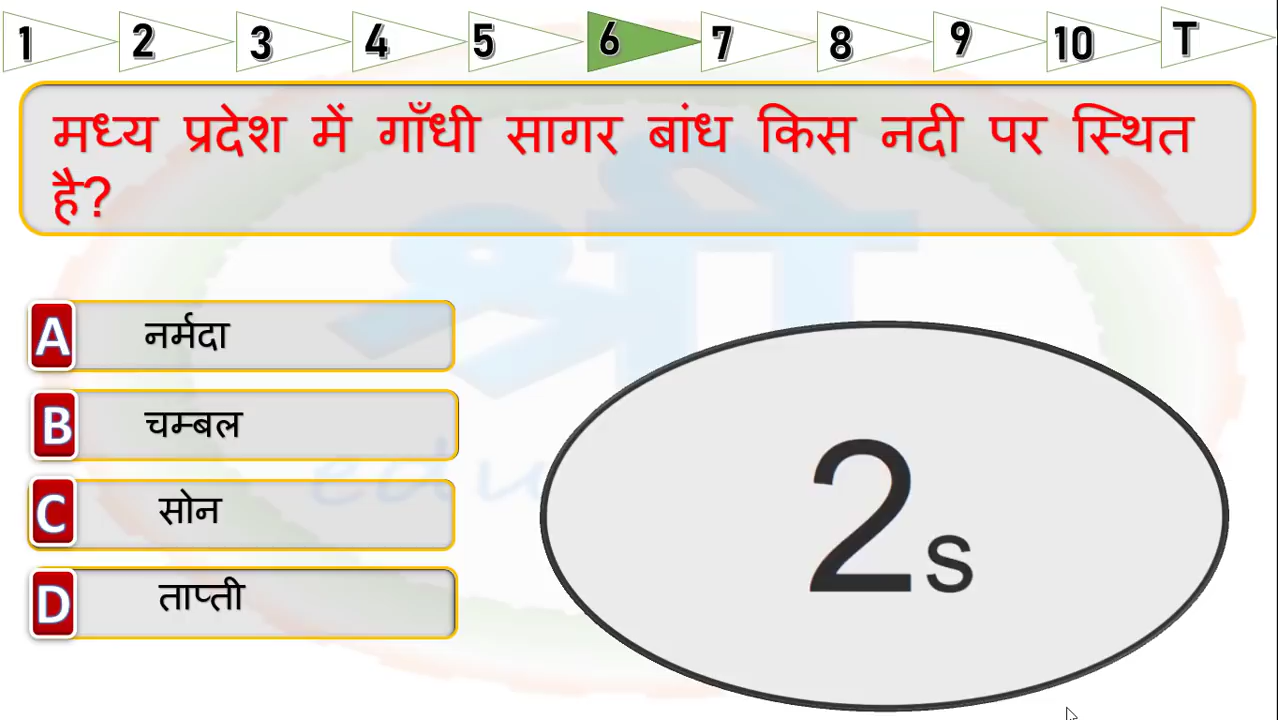 1 2 3 4 5 6 7 8 9 10 T
मध्य प्रदेश में गाँधी सागर बांध किस नदी पर स्थित
है?
A नर्मदा
B चम्बल
C सोन
D ताप्ती
2s
श्री
edu